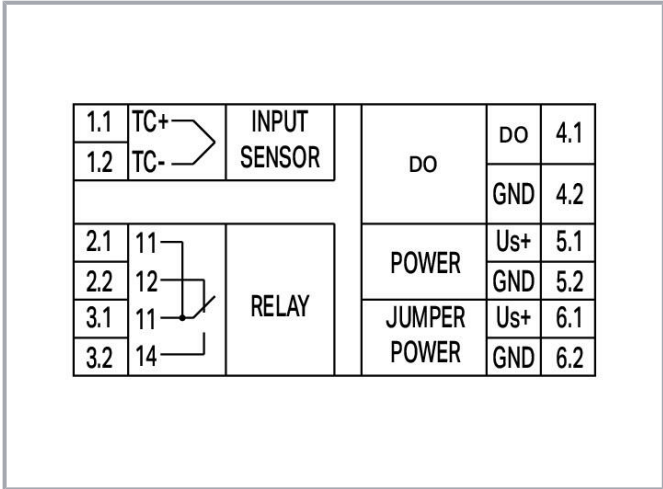 1.1 TC+ INPUT SENSOR
1.2 TC-
DO DO 4.1
GND 4.2
2.1 11 RELAY
2.2 12
3.1 11
3.2 14
POWER Us+ 5.1
GND 5.2
JUMPER POWER Us+ 6.1
GND 6.2